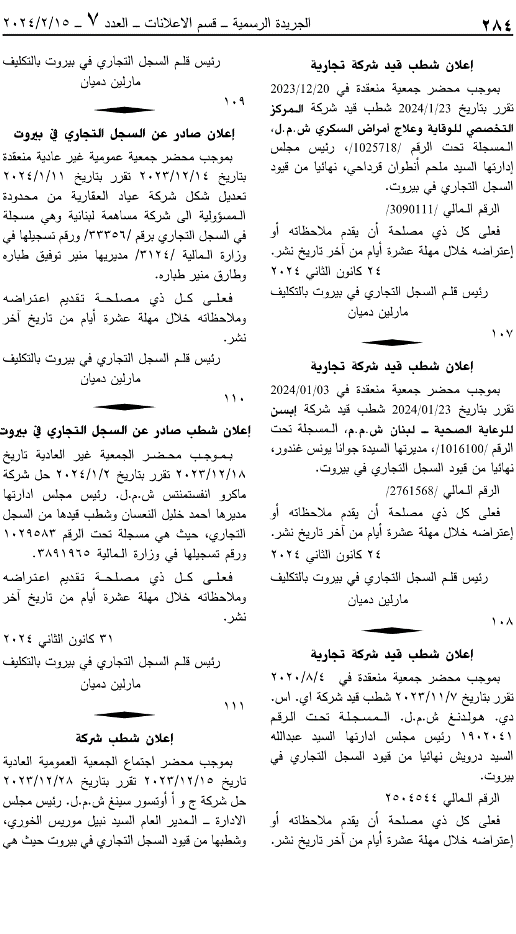 ٢٨٤
الجريدة الرسمية ــ قسم الاعلانات ــ العدد ٧ ــ ٢٠٢٤/٢/١٥
إعلان شطب قيد شركة تجارية
بموجب محضر جمعية منعقدة في 2023/12/20
تقرر بتاريخ 2024/1/23 شطب قيد شركة المركز
التخصصي للوقاية وعلاج أمراض السكري ش.م.ل،
المسجلة تحت الرقم /1025718/، رئيس مجلس
إدارتها السيد ملحم أنطوان قرداحي، نهائيا من قيود
السجل التجاري في بيروت.
الرقم المالي /3090111/
فعلى كل ذي مصلحة أن يقدم ملاحظاته أو
إعتراضه خلال مهلة عشرة أيام من آخر تاريخ نشر.
٢٤ كانون الثاني ٢٠٢٤
رئيس قلم السجل التجاري في بيروت بالتكليف
مارلين دميان
١٠٧
إعلان شطب قيد شركة تجارية
بموجب محضر جمعية منعقدة في 2024/01/03
تقرر بتاريخ 2024/01/23 شطب قيد شركة إيسن
للرعاية الصحية ــ لبنان ش.م.م، المسجلة تحت
الرقم /1016100/، مديرتها السيدة جوانا يونس غندور،
نهائيا من قيود السجل التجاري في بيروت.
الرقم المالي /2761568/
فعلى كل ذي مصلحة أن يقدم ملاحظاته أو
إعتراضه خلال مهلة عشرة أيام من آخر تاريخ نشر.
٢٤ كانون الثاني ٢٠٢٤
رئيس قلم السجل التجاري في بيروت بالتكليف
مارلين دميان
١٠٨
إعلان شطب قيد شركة تجارية
بموجب محضر جمعية منعقدة في ٢٠٢٠/٨/٤
تقرر بتاريخ ٢٠٢٣/١١/٧ شطب قيد شركة اي. اس.
دي. هولدنغ ش.م.ل. المسجلة تحت الرقم
١٩٠٢٠٤١ رئيس مجلس ادارتها السيد عبدالله
السيد درويش نهائيا من قيود السجل التجاري في
بيروت.
الرقم المالي ٢٥٠٤٥٤٤
فعلى كل ذي مصلحة أن يقدم ملاحظاته أو
إعتراضه خلال مهلة عشرة أيام من آخر تاريخ نشر.
رئيس قلم السجل التجاري في بيروت بالتكليف
مارلين دميان
١٠٩
إعلان صادر عن السجل التجاري في بيروت
بموجب محضر جمعية عمومية غير عادية منعقدة
بتاريخ ٢٠٢٣/١٢/١٤ تقرر بتاريخ ٢٠٢٤/١/١١
تعديل شكل شركة عياد العقارية من محدودة
المسؤولية الى شركة مساهمة لبنانية وهي مسجلة
في السجل التجاري برقم /٣٣٣٥٦/ ورقم تسجيلها في
وزارة المالية /٣١٢٤/ مديريها منير توفيق طباره
وطارق منير طباره.
فعلى كل ذي مصلحة تقديم اعتراضه
وملاحظاته خلال مهلة عشرة أيام من تاريخ آخر
نشر.
رئيس قلم السجل التجاري في بيروت بالتكليف
مارلين دميان
١١٠
إعلان شطب صادر عن السجل التجاري في بيروت
بموجب محضر الجمعية غير العادية تاريخ
٢٠٢٣/١٢/١٨ تقرر بتاريخ ٢٠٢٤/١/٢ حل شركة
ماكرو انفستمنتس ش.م.ل. رئيس مجلس ادارتها
مديرها احمد خليل النعسان وشطب قيدها من السجل
التجاري، حيث هي مسجلة تحت الرقم ١٠٢٩٥٨٣
ورقم تسجيلها في وزارة المالية ٣٨٩١٩٦٥.
فعلى كل ذي مصلحة تقديم اعتراضه
وملاحظاته خلال مهلة عشرة أيام من تاريخ آخر
نشر.
٣١ كانون الثاني ٢٠٢٤
رئيس قلم السجل التجاري في بيروت بالتكليف
مارلين دميان
١١١
إعلان شطب شركة
بموجب محضر اجتماع الجمعية العمومية العادية
تاريخ ٢٠٢٣/١٢/١٥ تقرر بتاريخ ٢٠٢٣/١٢/٢٨
حل شركة ج و أ أوتسور سينغ ش.م.ل. رئيس مجلس
الادارة ــ المدير العام السيد نبيل موريس الخوري،
وشطبها من قيود السجل التجاري في بيروت حيث هي